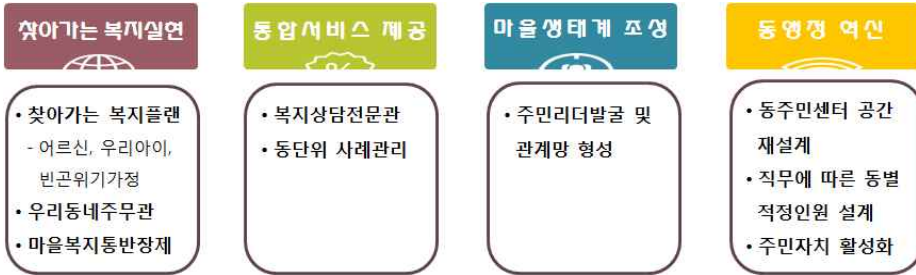 찾아가는 복지실현
• 찾아가는 복지플랜
- 어르신, 우리아이,
빈곤위기가정
• 우리동네주무관
• 마을복지통반장제
통합서비스 제공
• 복지상담전문관
• 동단위 사례관리
마을생태계 조성
• 주민리더발굴 및
관계망 형성
동행정 혁신
• 동주민센터 공간
재설계
• 직무에 따른 동별
적정인원 설계
• 주민자치 활성화